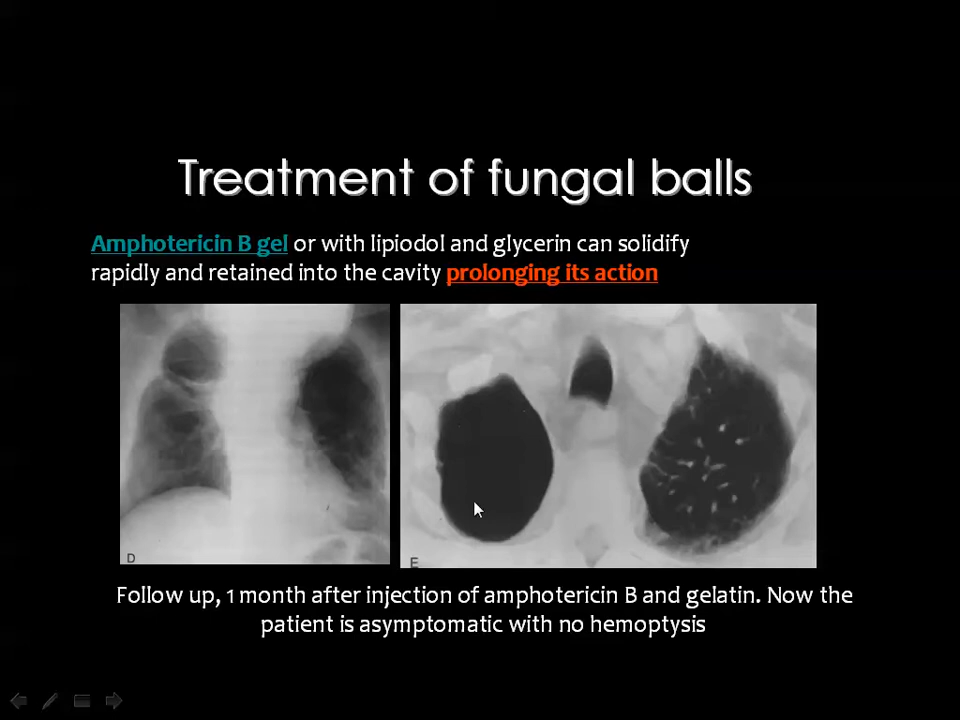 Treatment of fungal balls
Amphotericin B gel or with lipiodol and glycerin can solidify
rapidly and retained into the cavity prolonging its action
D
E
Follow up, 1 month after injection of amphotericin B and gelatin. Now the
patient is asymptomatic with no hemoptysis